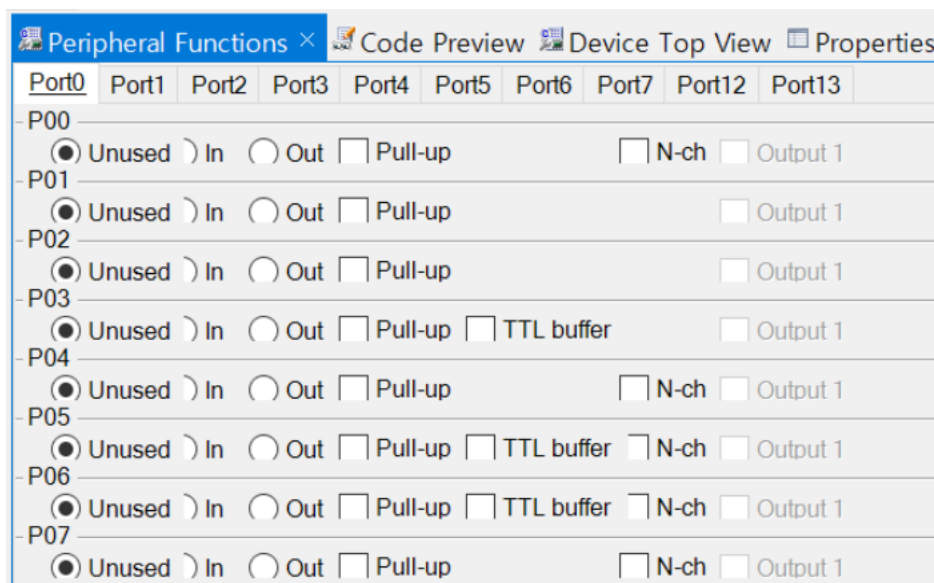 Peripheral Functions × Code Preview Device Top View Properties
Port0 Port1 Port2 Port3 Port4 Port5 Port6 Port7 Port12 Port13
P00
Unused In Out Pull-up N-ch Output 1
P01
Unused In Out Pull-up Output 1
P02
Unused In Out Pull-up Output 1
P03
Unused In Out Pull-up TTL buffer Output 1
P04
Unused In Out Pull-up N-ch Output 1
P05
Unused In Out Pull-up TTL buffer N-ch Output 1
P06
Unused In Out Pull-up TTL buffer N-ch Output 1
P07
Unused In Out Pull-up N-ch Output 1